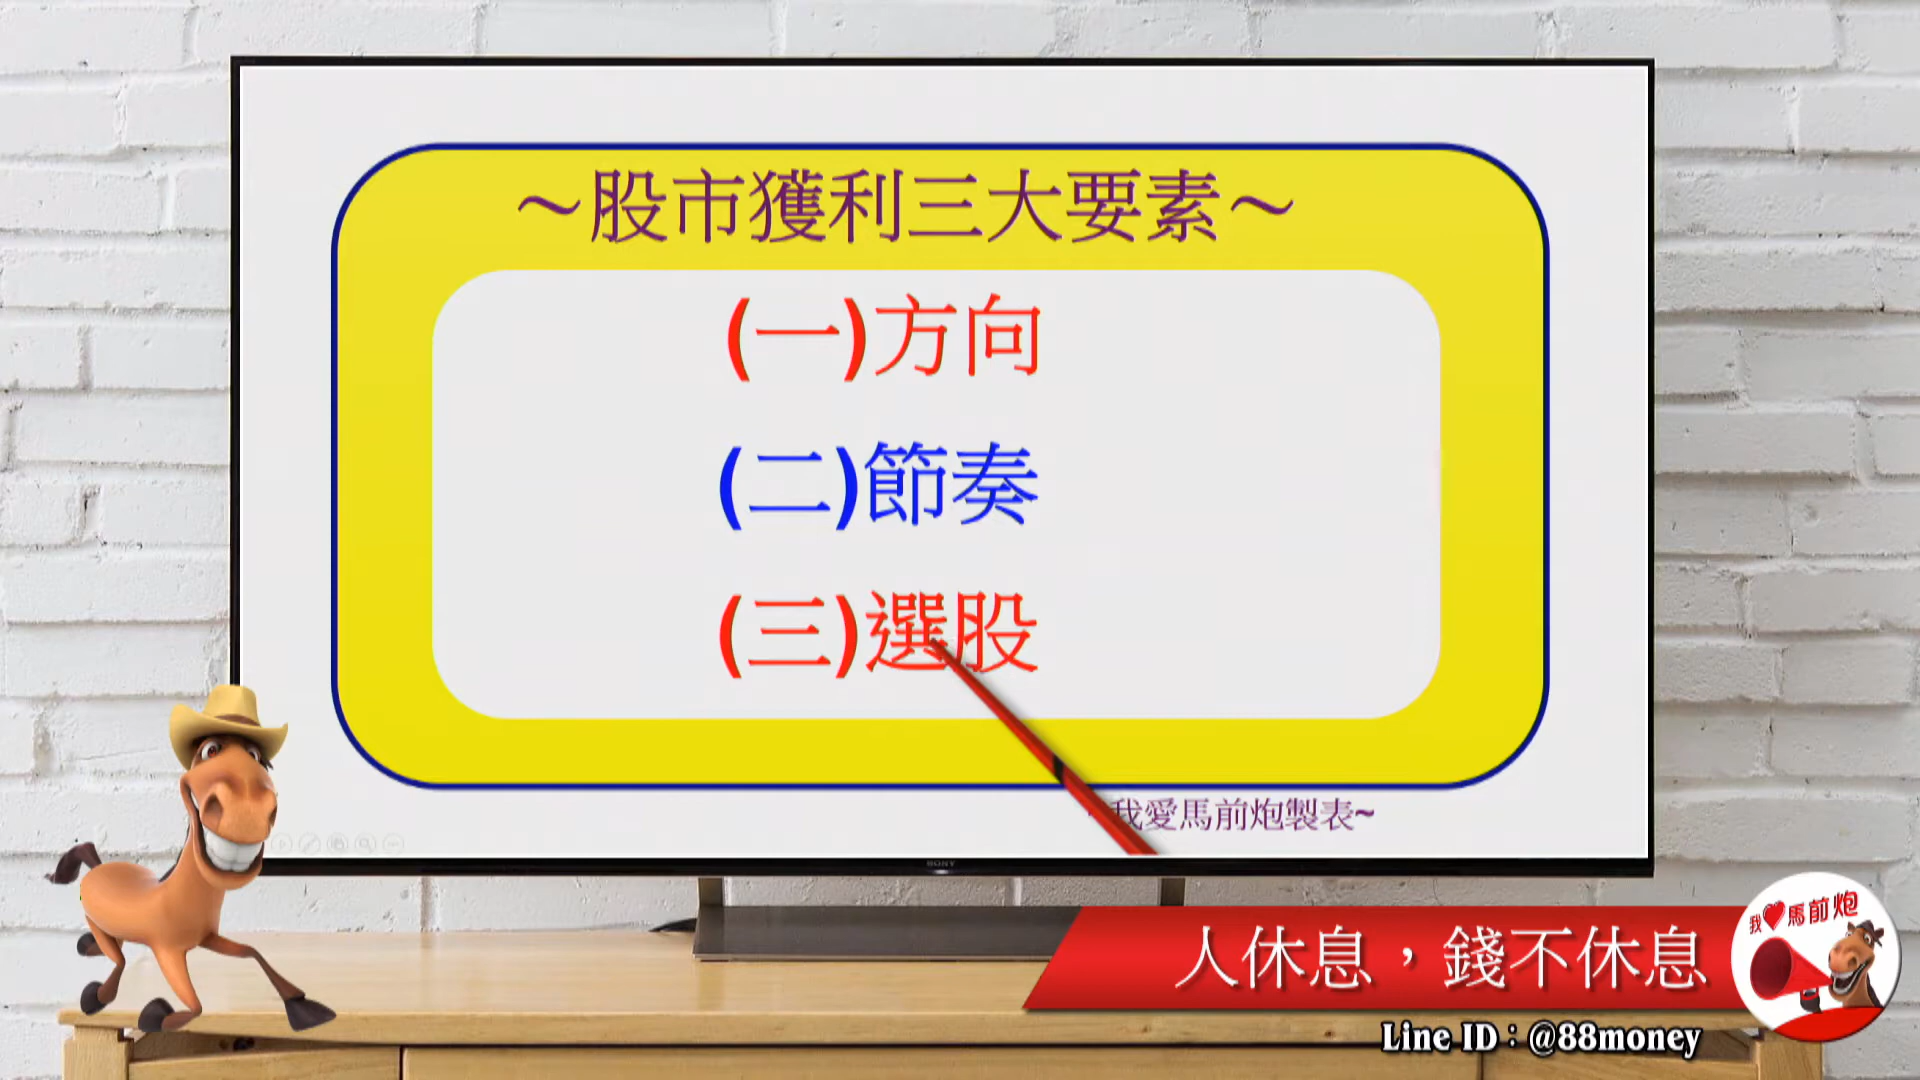 ～股市獲利三大要素～
(一)方向
(二)節奏
(三)選股
我愛馬前炮製表~
SONY
人休息，錢不休息
我 馬前炮
Line ID：@88money